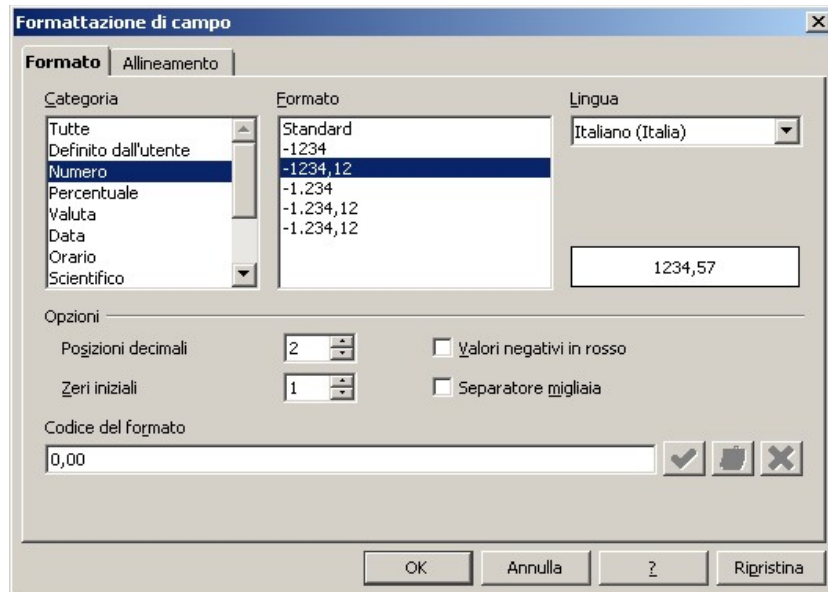 Formattazione di campo
Formato Allineamento
Categoria
Tutte
Definito dall'utente
Numero
Percentuale
Valuta
Data
Orario
Scientifico
Formato
Standard
-1234
-1234,12
-1.234
-1.234,12
-1.234,12
Lingua
Italiano (Italia)
1234,57
Opzioni
Posizioni decimali 2
Valori negativi in rosso
Zeri iniziali 1
Separatore migliaia
Codice del formato
0,00
OK Annulla ? Ripristina